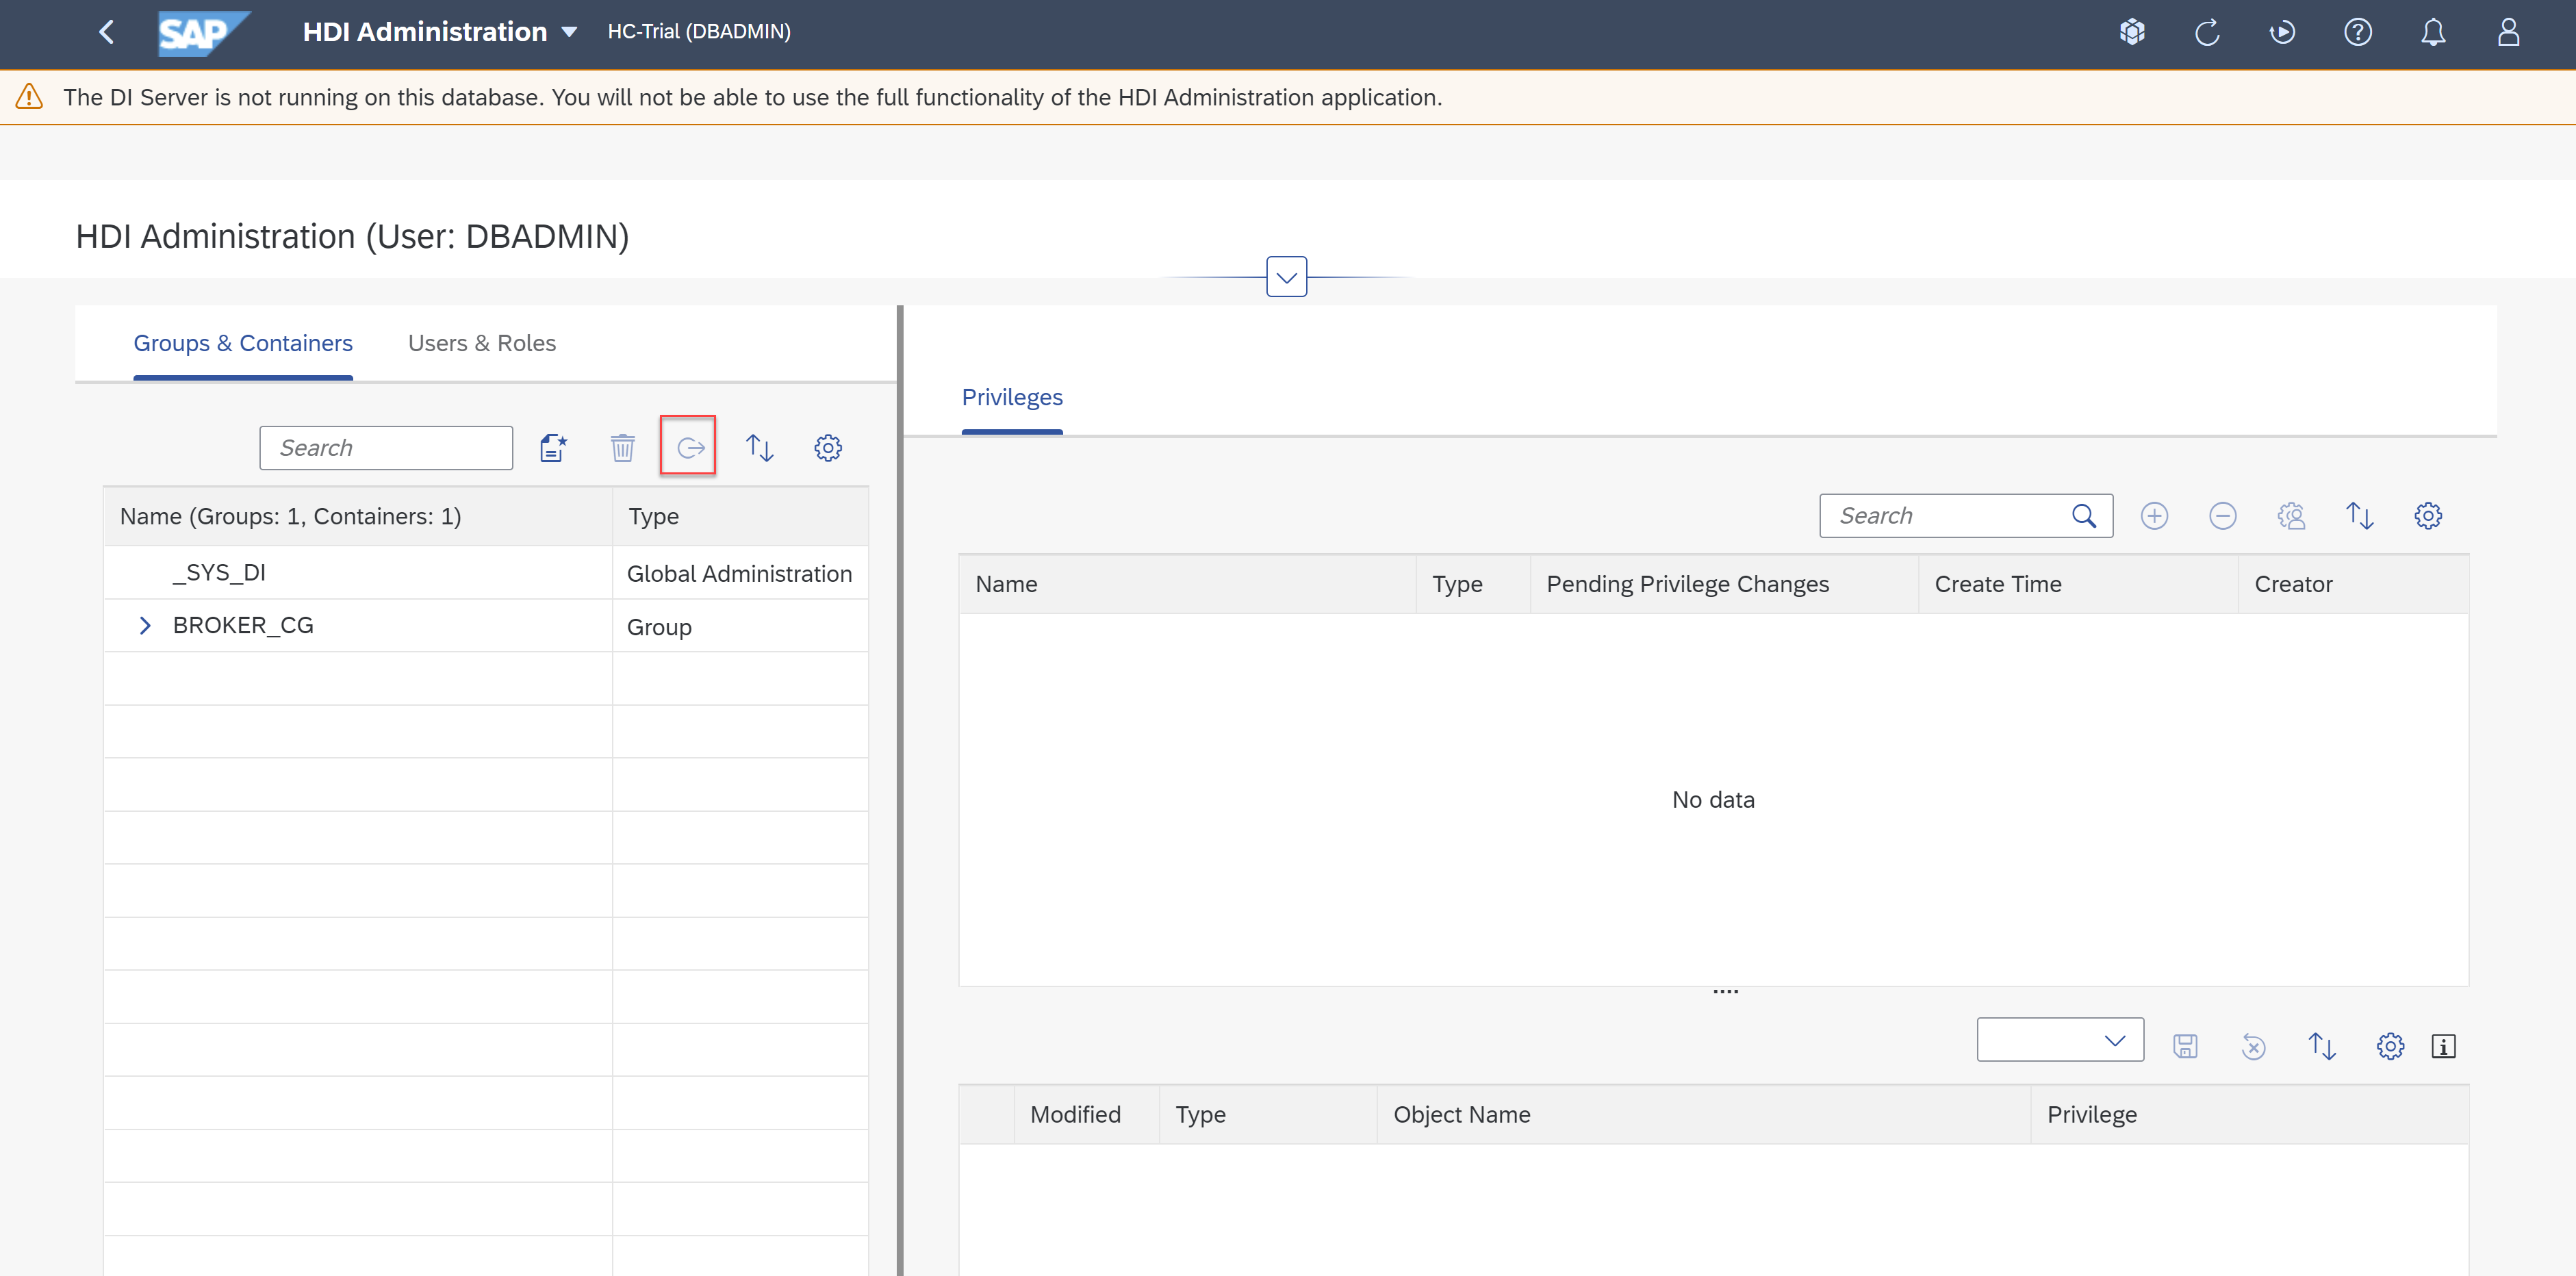 SAP
HDI Administration
HC-Trial (DBADMIN)
The DI Server is not running on this database. You will not be able to use the full functionality of the HDI Administration application.
HDI Administration (User: DBADMIN)
Groups & Containers
Users & Roles
Search
Name (Groups: 1, Containers: 1)
Type
_SYS_DI
Global Administration
BROKER_CG
Group
Privileges
Search
Name
Type
Pending Privilege Changes
Create Time
Creator
No data
Modified
Type
Object Name
Privilege